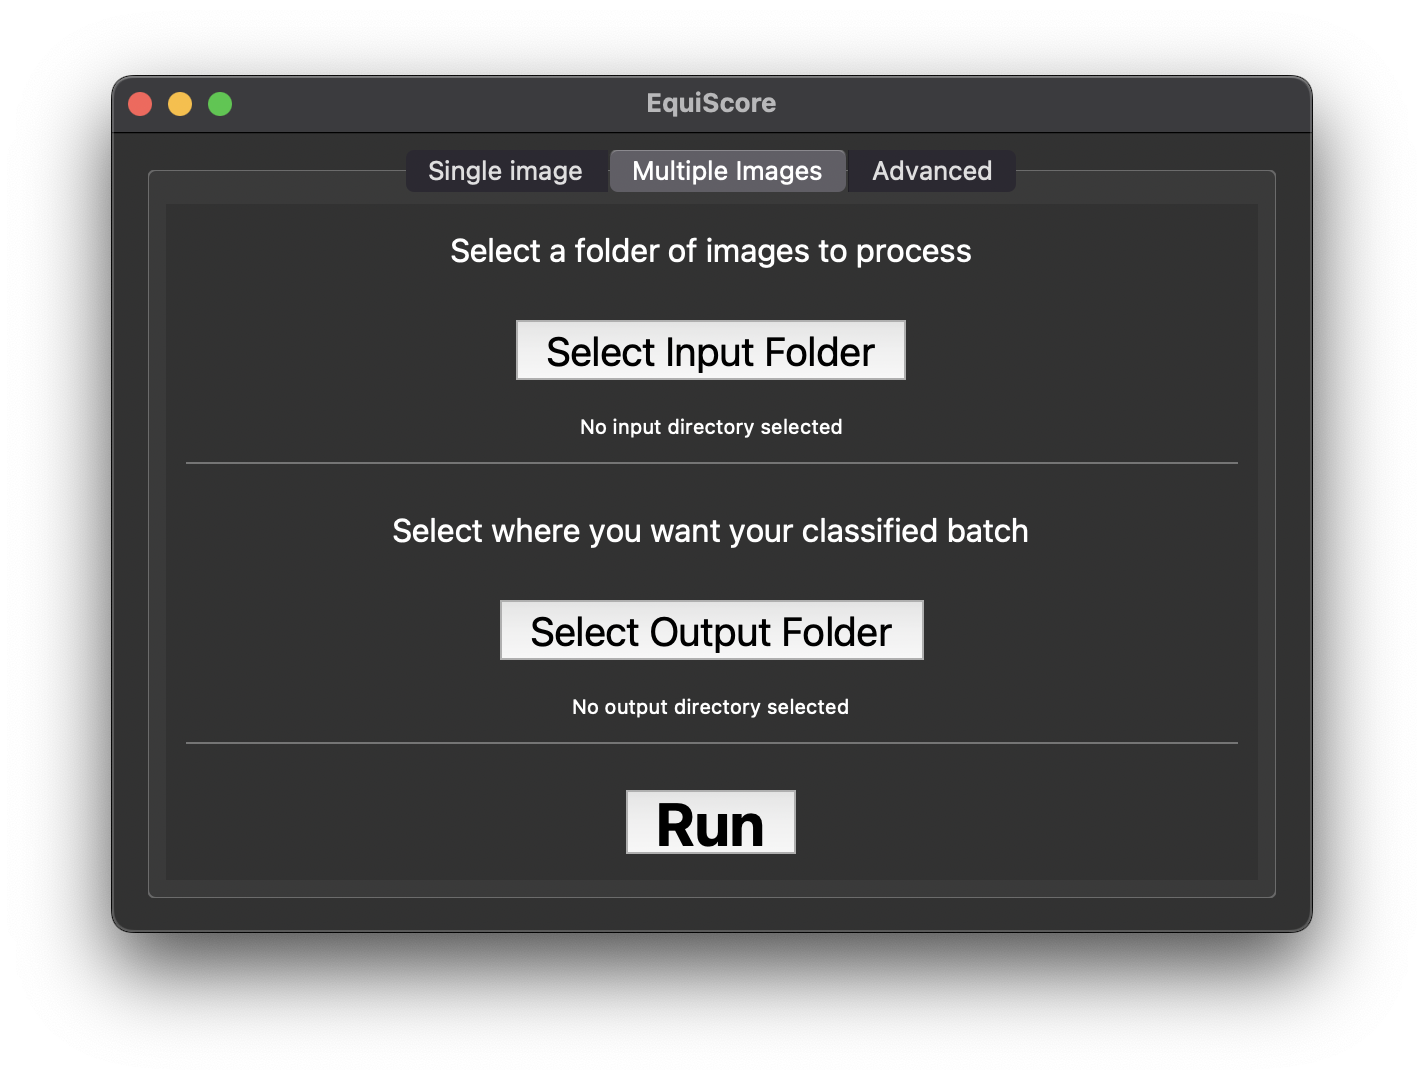 EquiScore
Single image Multiple Images Advanced
Select a folder of images to process
Select Input Folder
No input directory selected
Select where you want your classified batch
Select Output Folder
No output directory selected
Run